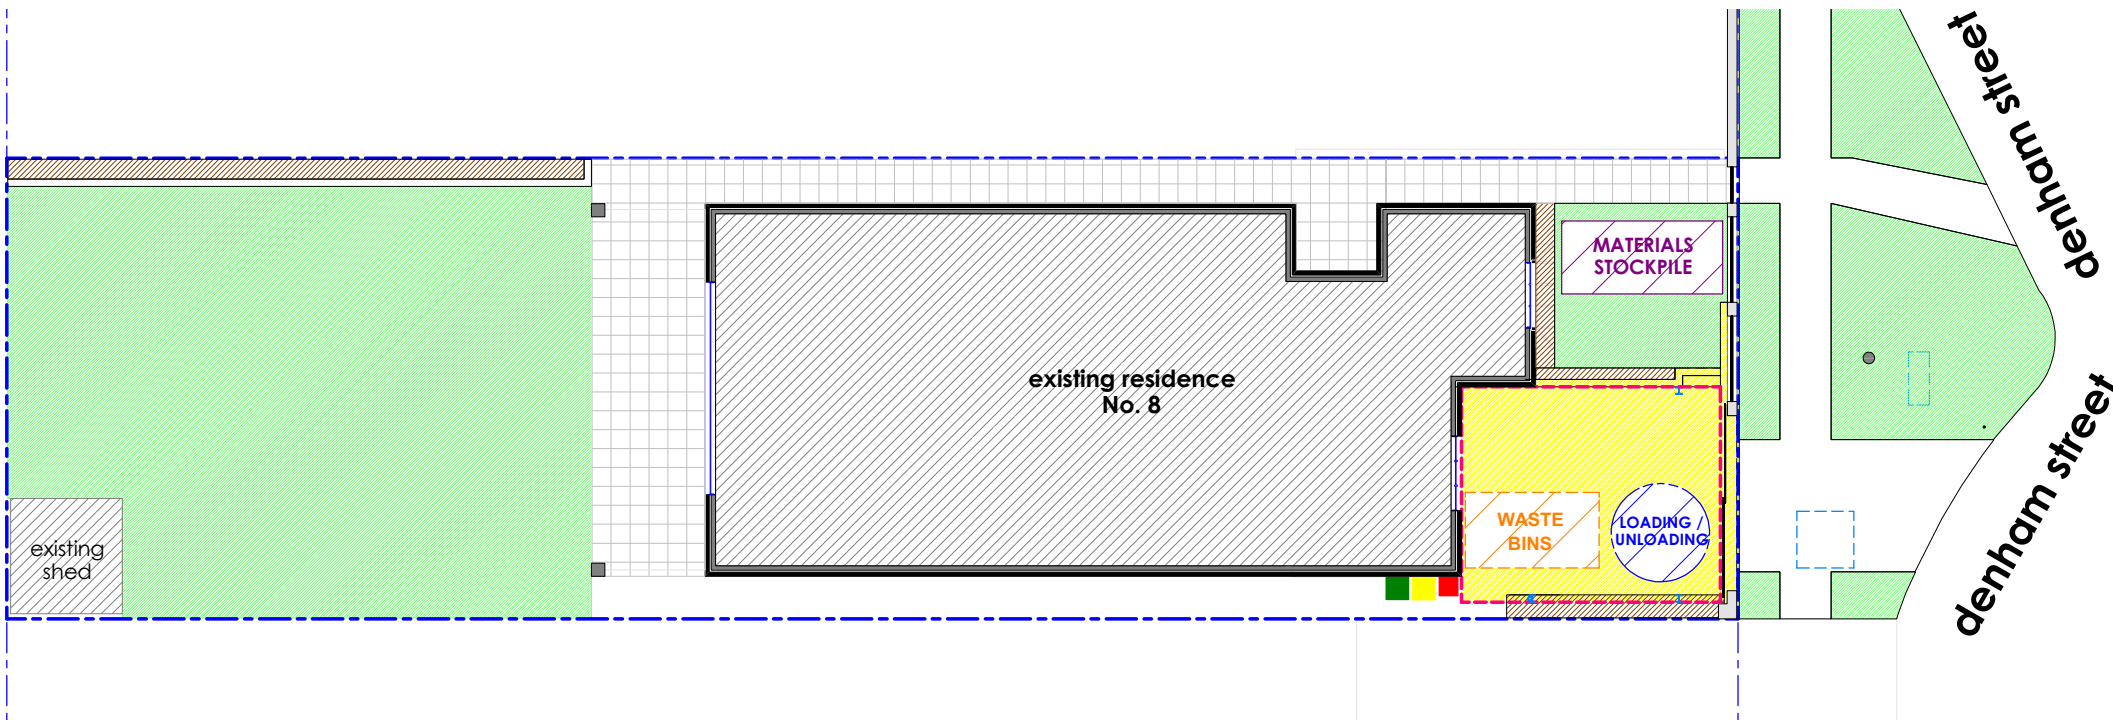 denham street
MATERIALS
STOCKPILE
existing residence
No. 8
WASTE
BINS
LOADING /
UNLOADING
existing
shed
denham street